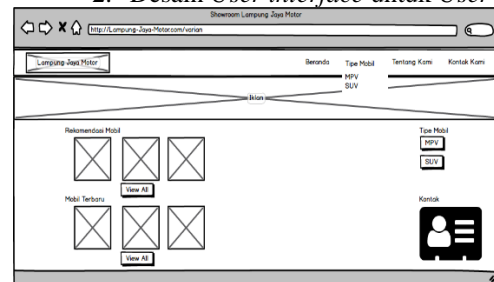 2. Desain User interface untuk User
Showroom Lampung Jaya Motor
http://Lampung-Jaya-Motor.com/varian
Lampung Jaya Motor
Beranda Tipe Mobil Tentang Kami Kontak Kami
MPV
SUV
Iklan
Rekomendasi Mobil
View All
Mobil Terbaru
View All
Tipe Mobil
MPV
SUV
Kontak